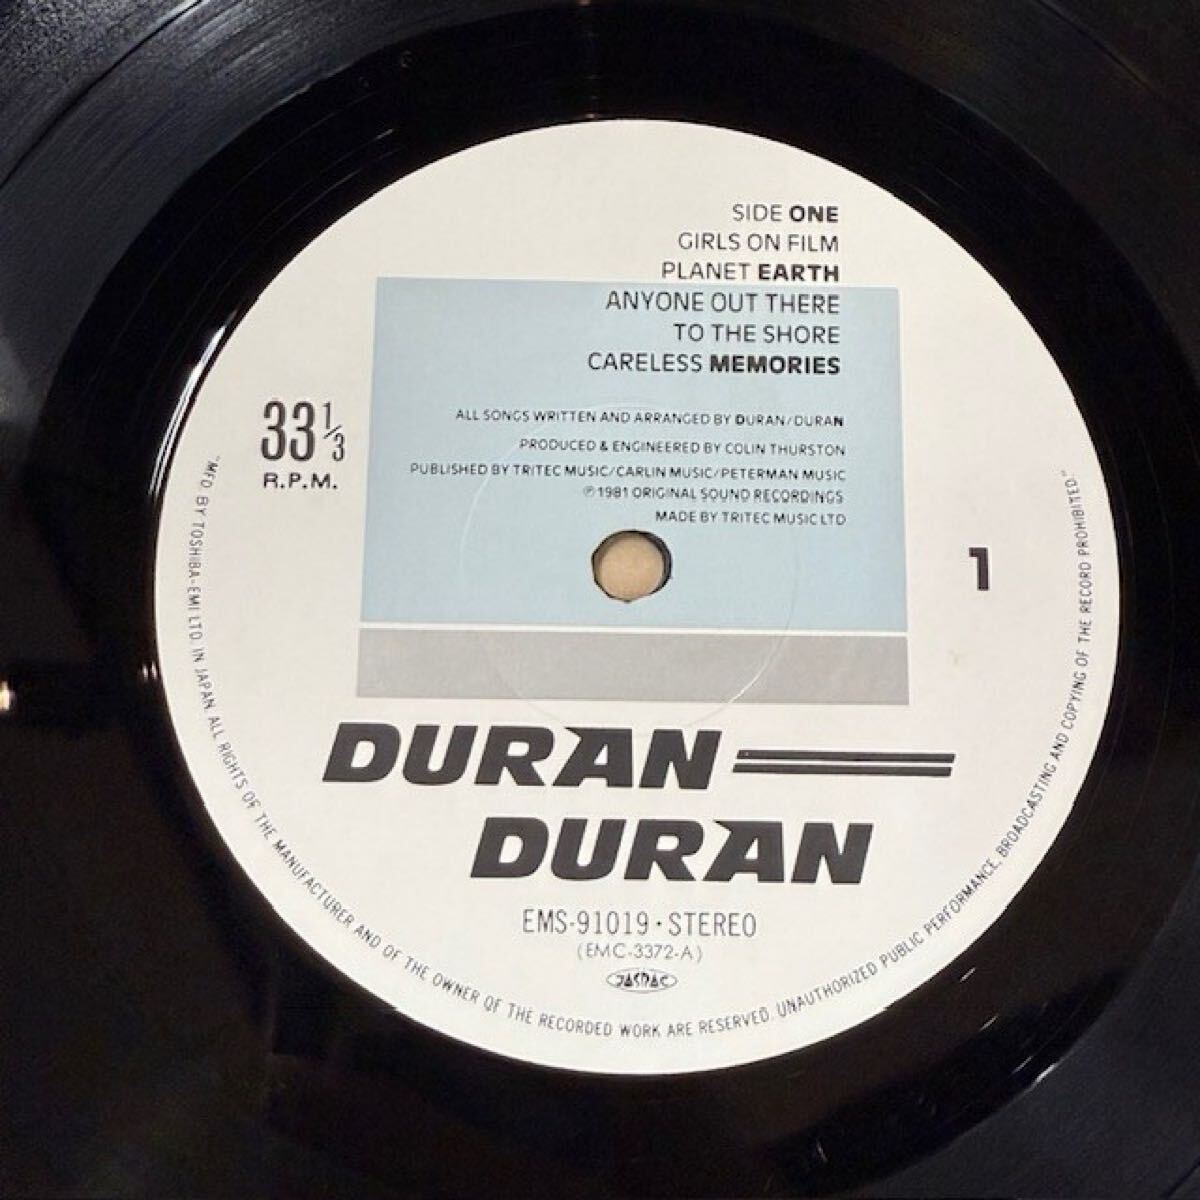 SIDE ONE
GIRLS ON FILM
PLANET EARTH
ANYONE OUT THERE
TO THE SHORE
CARELESS MEMORIES
ALL SONGS WRITTEN AND ARRANGED BY DURAN/DURAN
PRODUCED & ENGINEERED BY COLIN THURSTON
PUBLISHED BY TRITEC MUSIC/CARLIN MUSIC/PETERMAN MUSIC
℗1981 ORIGINAL SOUND RECORDINGS
MADE BY TRITEC MUSIC LTD
33 1/3
R.P.M.
1
DURAN
DURAN
EMS-91019・STEREO
(EMC-3372-A)
JASRAC
"MFD. BY TOSHIBA-EMI LTD. IN JAPAN ALL RIGHTS OF THE MANUFACTURER AND OF THE OWNER OF THE RECORDED WORK ARE RESERVED. UNAUTHORIZED PUBLIC PERFORMANCE, BROADCASTING AND COPYING OF THE RECORD PROHIBITED."